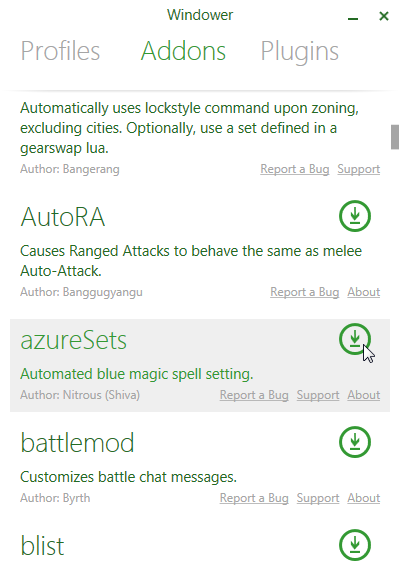 Windower
Profiles Addons Plugins
Automatically uses lockstyle command upon zoning,
excluding cities. Optionally, use a set defined in a
gearswap lua.
Author: Bangerang Report a Bug Support
AutoRA
Causes Ranged Attacks to behave the same as melee
Auto-Attack.
Author: Banggugyangu Report a Bug About
azureSets
Automated blue magic spell setting.
Author: Nitrous (Shiva) Report a Bug Support About
battlemod
Customizes battle chat messages.
Author: Byrth Report a Bug Support About
blist